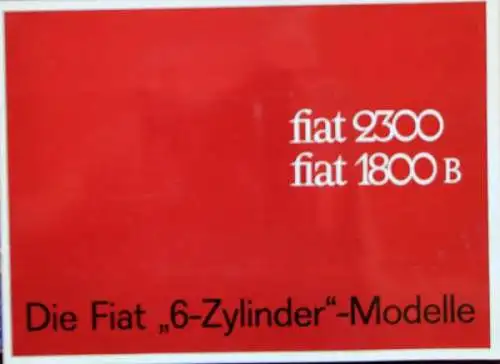 fiat 2300
fiat 1800 B
Die Fiat „6-Zylinder“-Modelle